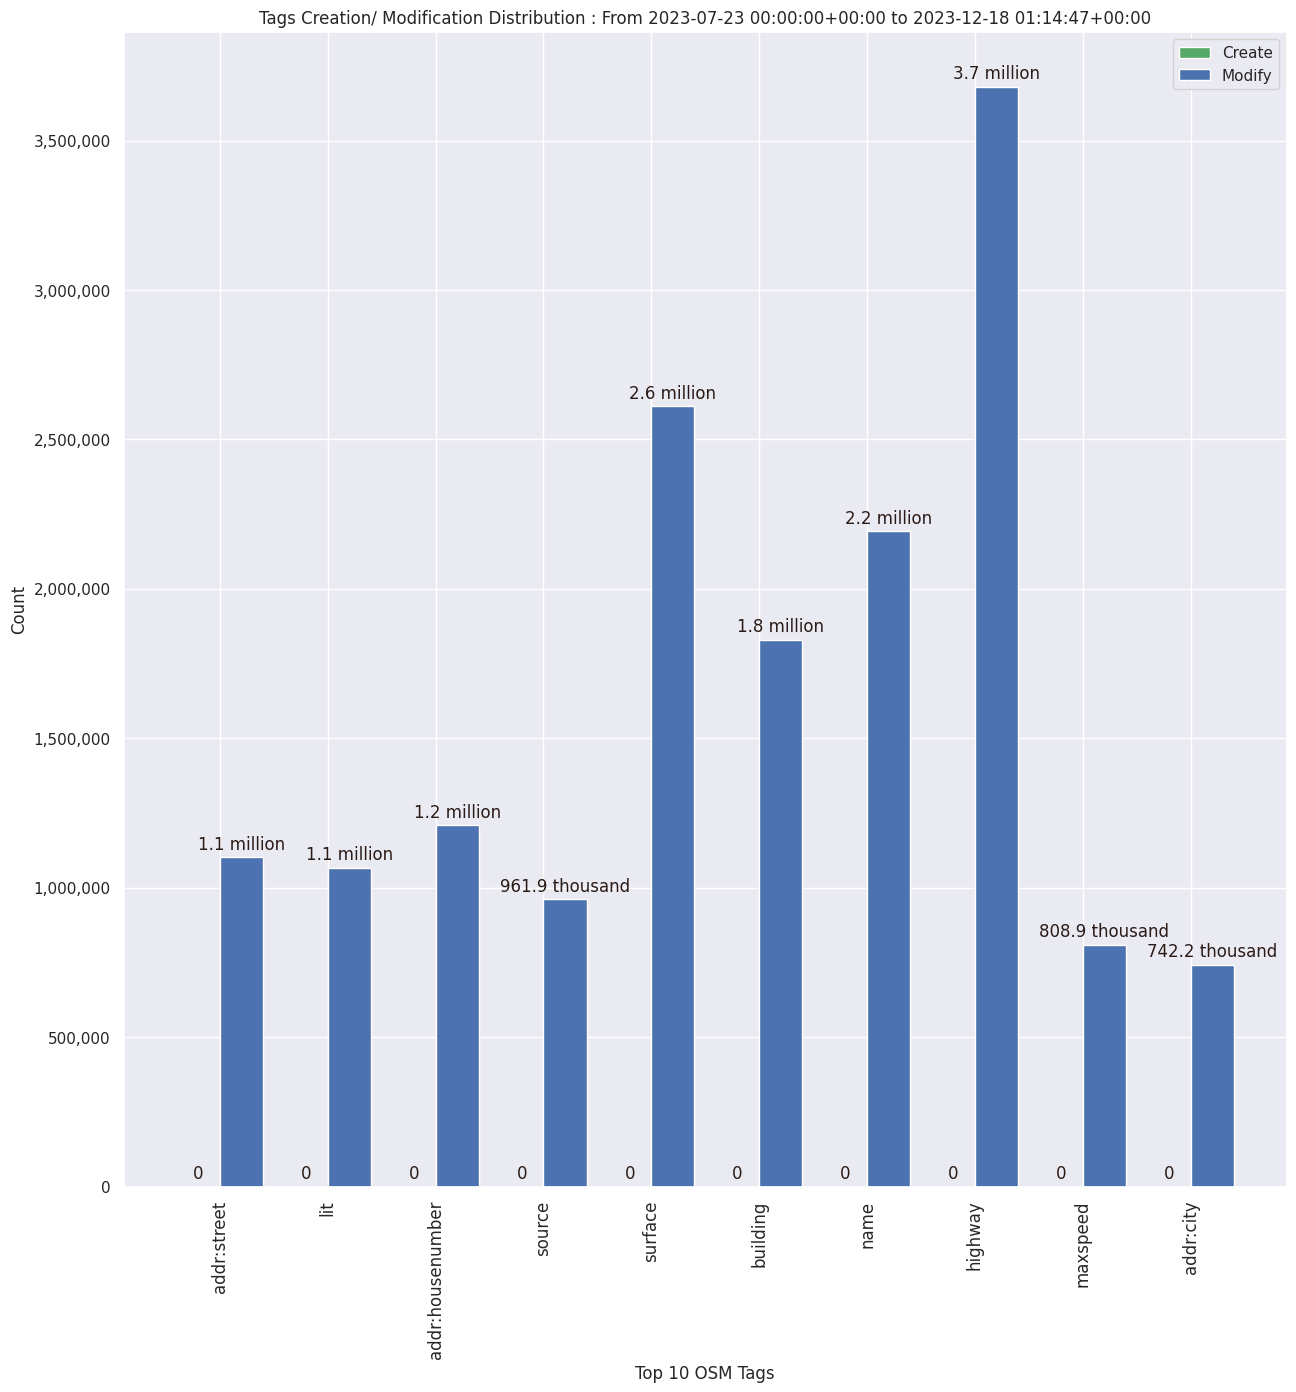 Tags Creation/ Modification Distribution : From 2023-07-23 00:00:00+00:00 to 2023-12-18 01:14:47+00:00
Create
Modify
3.7 million
3,500,000
3,000,000
2.6 million
2,500,000
2.2 million
2,000,000
1.8 million
1,500,000
1.2 million
1.1 million
1.1 million
961.9 thousand
1,000,000
808.9 thousand
742.2 thousand
500,000
0 0 0 0 0 0 0 0 0 0
0
Count
addr:street
lit
addr:housenumber
source
surface
building
name
highway
maxspeed
addr:city
Top 10 OSM Tags